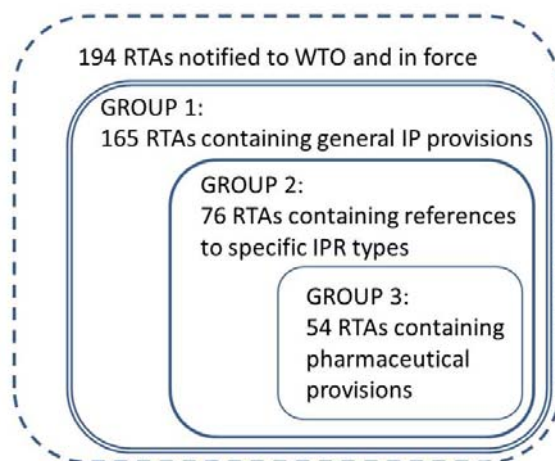 194 RTAs notified to WTO and in force
GROUP 1:
165 RTAs containing general IP provisions
GROUP 2:
76 RTAs containing references
to specific IPR types
GROUP 3:
54 RTAs containing
pharmaceutical
provisions